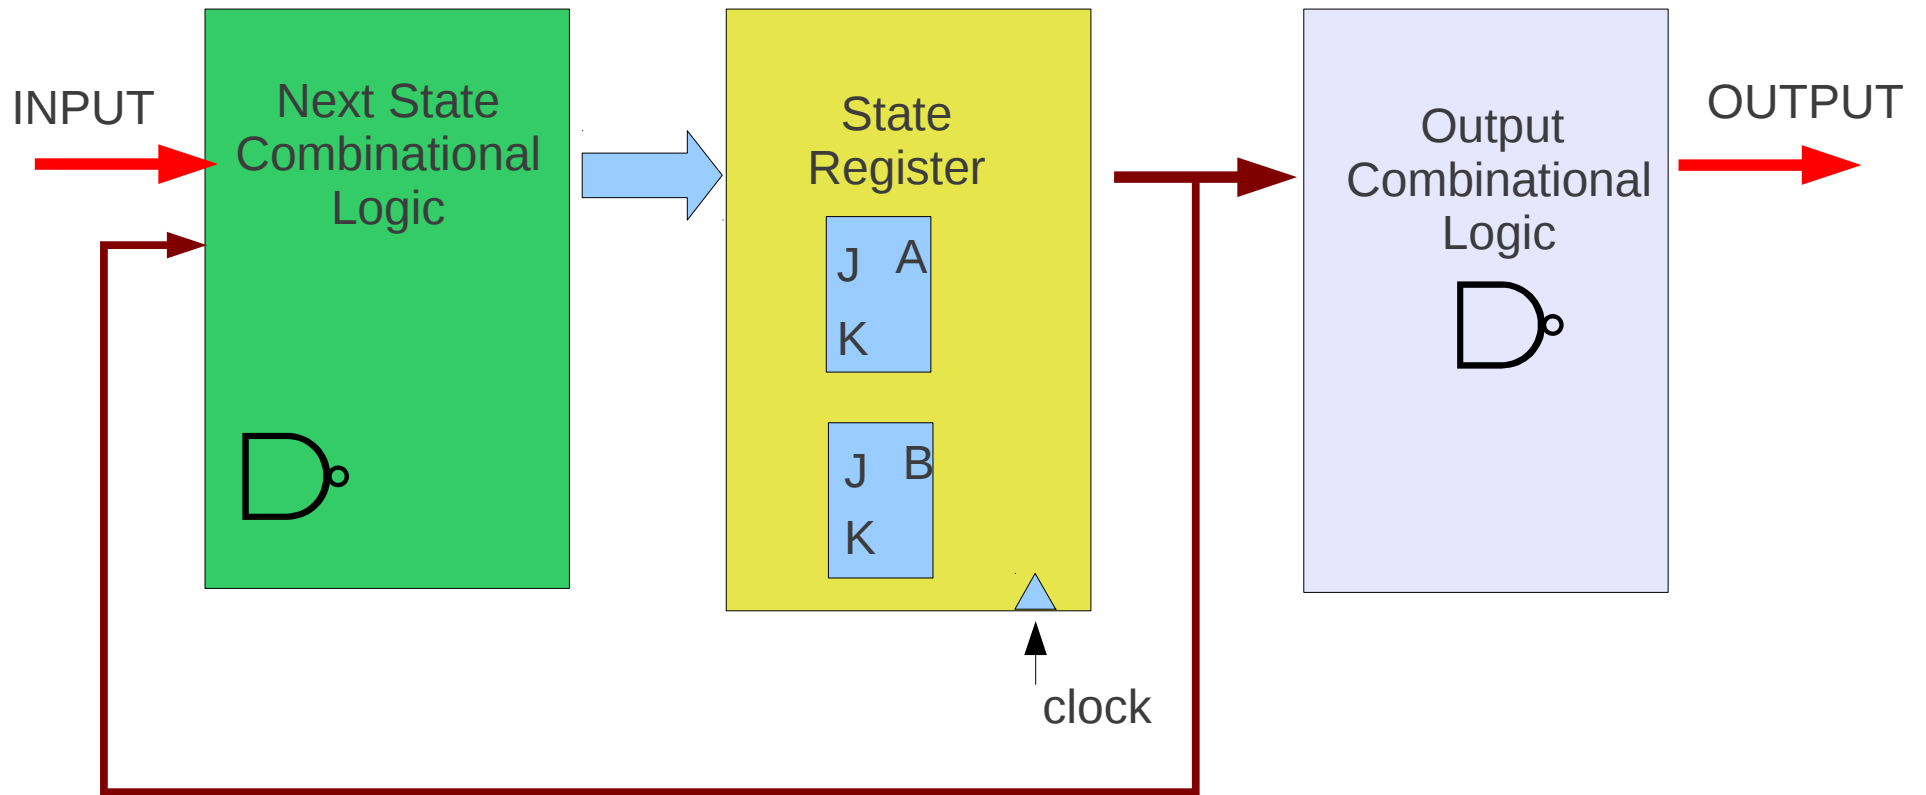 INPUT
Next State
Combinational
Logic
State
Register
J A
K
J B
K
clock
Output
Combinational
Logic
OUTPUT